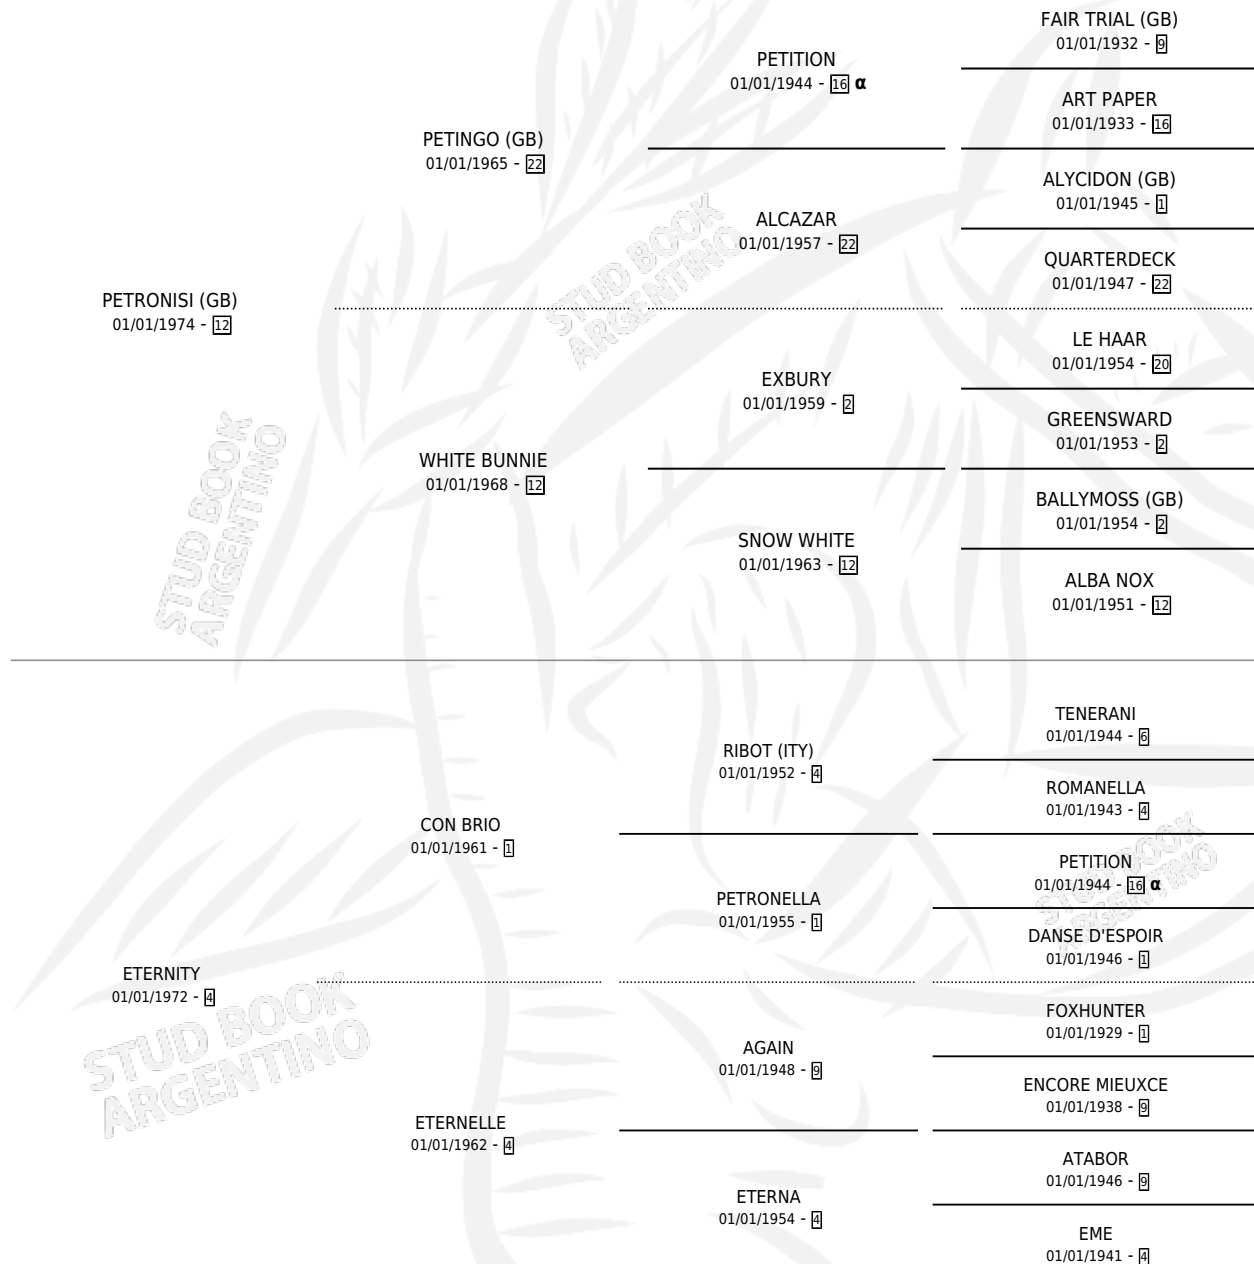 FAIR TRIAL (GB)
01/01/1932 - 9
PETITION
01/01/1944 - 16 α
ART PAPER
01/01/1933 - 16
PETINGO (GB)
01/01/1965 - 22
ALYCIDON (GB)
01/01/1945 - 1
ALCAZAR
01/01/1957 - 22
QUARTERDECK
01/01/1947 - 22
PETRONISI (GB)
01/01/1974 - 12
LE HAAR
01/01/1954 - 20
EXBURY
01/01/1959 - 2
GREENSWARD
01/01/1953 - 2
WHITE BUNNIE
01/01/1968 - 12
BALLYMOSS (GB)
01/01/1954 - 2
SNOW WHITE
01/01/1963 - 12
ALBA NOX
01/01/1951 - 12
STUD BOOK
ARGENTINO
STUD BOOK
ARGENTINO
TENERANI
01/01/1944 - 6
RIBOT (ITY)
01/01/1952 - 4
ROMANELLA
01/01/1943 - 4
CON BRIO
01/01/1961 - 1
PETITION
01/01/1944 - 16 α
PETRONELLA
01/01/1955 - 1
DANSE D'ESPOIR
01/01/1946 - 1
ETERNITY
01/01/1972 - 4
FOXHUNTER
01/01/1929 - 1
AGAIN
01/01/1948 - 9
ENCORE MIEUXCE
01/01/1938 - 9
ETERNELLE
01/01/1962 - 4
ATABOR
01/01/1946 - 9
ETERNA
01/01/1954 - 4
EME
01/01/1941 - 4
STUD BOOK
ARGENTINO
STUD BOOK
ARGENTINO